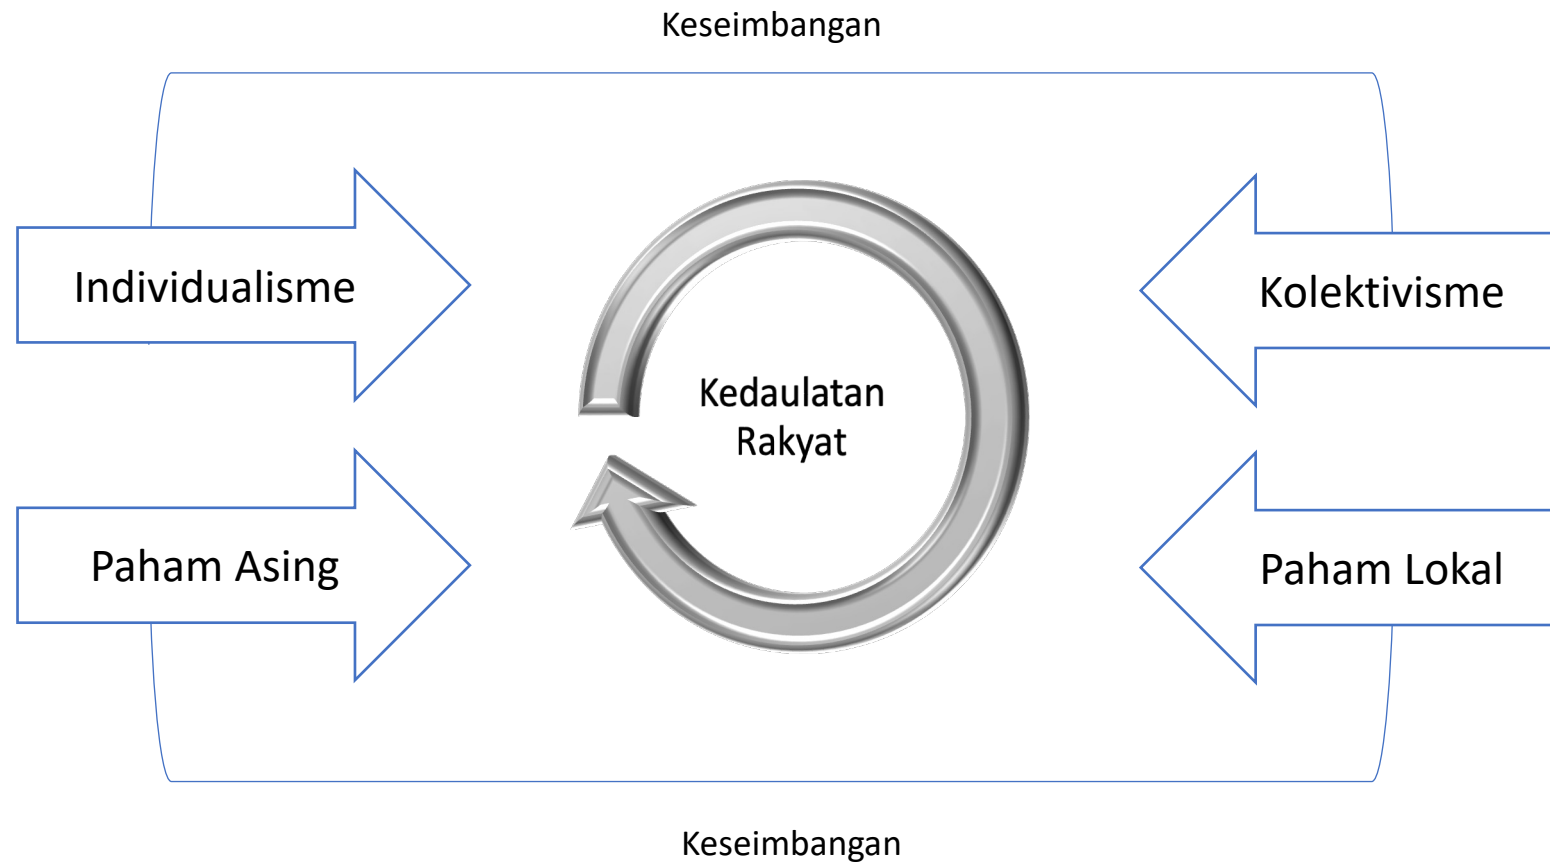 Keseimbangan
Individualisme
Kolektivisme
Kedaulatan
Rakyat
Paham Asing
Paham Lokal
Keseimbangan